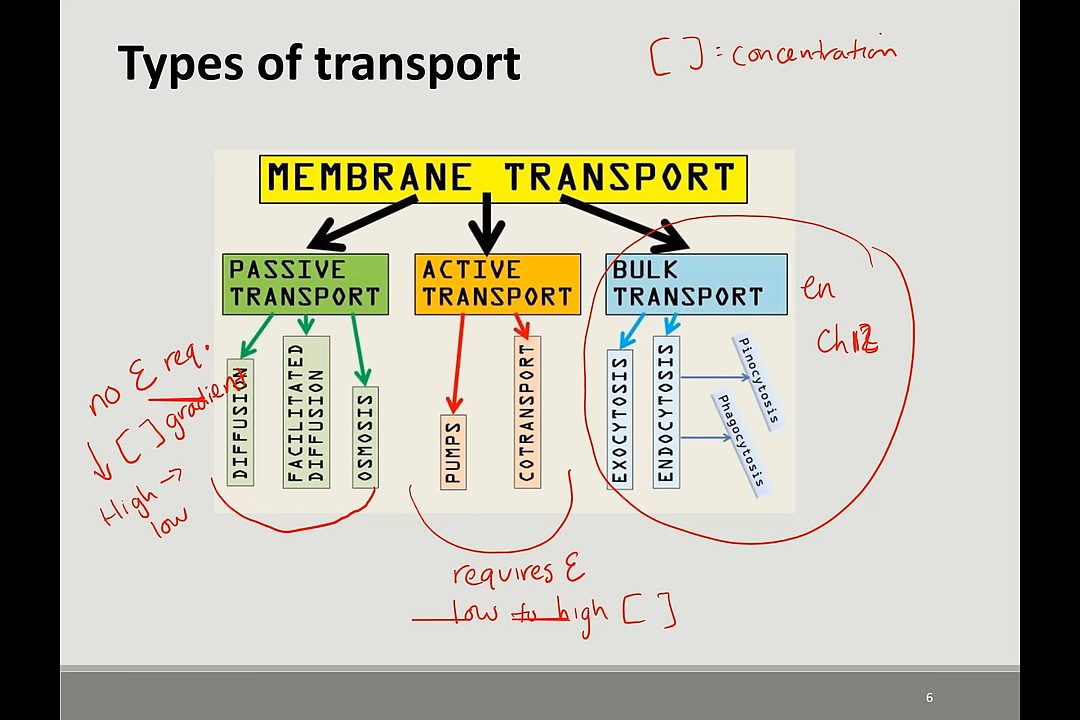 Types of transport
[ ] = concentration
MEMBRANE TRANSPORT
PASSIVE
TRANSPORT
ACTIVE
TRANSPORT
BULK
TRANSPORT
DIFFUSION
FACILITATED
DIFFUSION
OSMOSIS
PUMPS
COTRANSPORT
EXOCYTOSIS
ENDOCYTOSIS
Pinocytosis
Phagocytosis
no E req.
↓ [ ] gradient
High →
low
requires E
low to high [ ]
en
Ch12
6